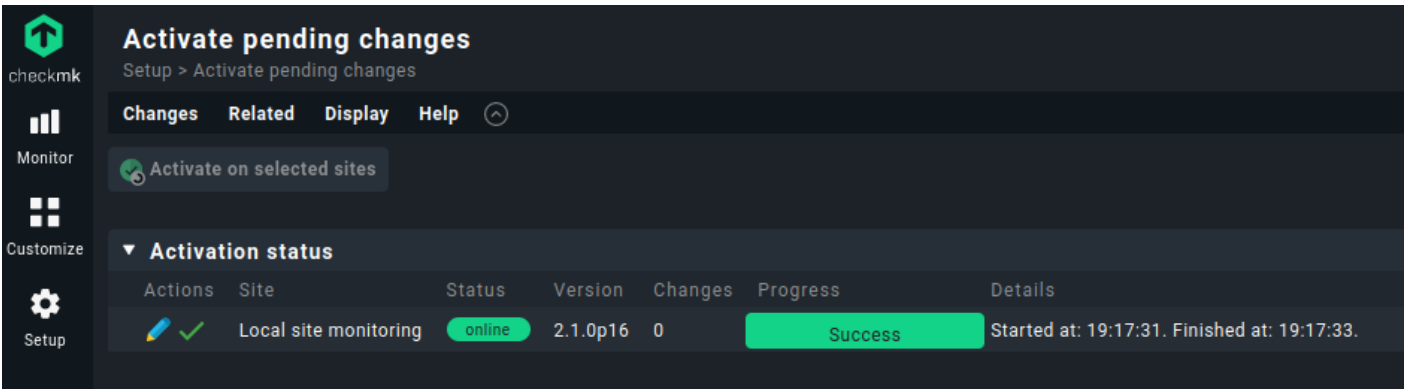 Activate pending changes
Setup > Activate pending changes
checkmk
Changes Related Display Help
Monitor
Activate on selected sites
Customize
Activation status
Actions Site Status Version Changes Progress Details
Setup
Local site monitoring online 2.1.0p16 0 Success Started at: 19:17:31. Finished at: 19:17:33.